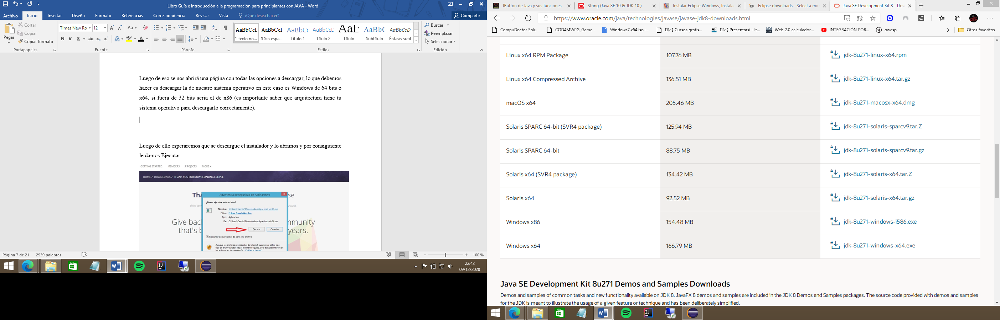 Libro Guía e introducción a la programación para principiantes con JAVA - Word
Archivo Inicio Insertar Diseño Formato Referencias Correspondencia Revisar Vista ¿Qué desea hacer? Compartir
Pegar
Cortar
Copiar
Copiar formato
Portapapeles
Times New Ro 12
N K S abc x₂ x²
Fuente
Párrafo
AaBbCcI AaBbCcI AaBbCc AaBbCcE AaE AaBbC AaBbCcD
¶ texto no... ¶ Sin espa... Título 1 Título 2 Título Subtítulo Énfasis sutil
Estilos
Buscar
Reemplazar
Seleccionar
Edición
Luego de eso se nos abrirá una página con todas las opciones a descargar, lo que debemos
hacer es descargar la de nuestro sistema operativo en este caso es Windows de 64 bits o
x64, si fuera de 32 bits sería el de x86 (es importante saber que arquitectura tiene tu
sistema operativo para descargarlo correctamente).
Luego de ello esperaremos que se descargue el instalador y lo abrimos y por consiguiente
le damos Ejecutar.
GETTING STARTED MEMBERS PROJECTS MORE
HOME / DOWNLOADS / THANK YOU FOR DOWNLOADING ECLIPSE
Tha se
If the dow nload.
Give bac mmunity
that's b years.
Advertencia de seguridad de Abrir archivo
¿Desea ejecutar este archivo?
Nombre: C:\Users\Camilo\Downloads\eclipse-inst-win64.exe
Editor: Eclipse Foundation, Inc.
Tipo: Aplicación
De: C:\Users\Camilo\Downloads\eclipse-inst-win64.exe
Ejecutar Cancelar
Preguntar siempre antes de abrir este archivo
Aunque los archivos procedentes de Internet pueden ser útiles, este
tipo de archivo puede llegar a dañar el equipo. Solo ejecute software de
los editores en los que confía. ¿Cuál es el riesgo?
Página 7 de 21 2939 palabras 100 %
22:42
09/12/2020
JButton de Java y sus funciones String (Java SE 10 & JDK 10 ) Instalar Eclipse Windows, Instala Eclipse downloads - Select a mir Java SE Development Kit 8 - Dow
https://www.oracle.com/java/technologies/javase/javase-jdk8-downloads.html
CompuDoctor Solu... COD4MWPG_Game... Windows7.x64.iso -... Cursos gratis... Presentarsi - It... Web 2.0 calculador... INTEGRACIÓN POR... owasp Otros favoritos
Linux x64 RPM Package 107.76 MB jdk-8u271-linux-x64.rpm
Linux x64 Compressed Archive 136.51 MB jdk-8u271-linux-x64.tar.gz
macOS x64 205.46 MB jdk-8u271-macosx-x64.dmg
Solaris SPARC 64-bit (SVR4 package) 125.94 MB jdk-8u271-solaris-sparcv9.tar.Z
Solaris SPARC 64-bit 88.75 MB jdk-8u271-solaris-sparcv9.tar.gz
Solaris x64 (SVR4 package) 134.42 MB jdk-8u271-solaris-x64.tar.Z
Solaris x64 92.52 MB jdk-8u271-solaris-x64.tar.gz
Windows x86 154.48 MB jdk-8u271-windows-i586.exe
Windows x64 166.79 MB jdk-8u271-windows-x64.exe
Java SE Development Kit 8u271 Demos and Samples Downloads
Demos and samples of common tasks and new functionality available on JDK 8. JavaFX 8 demos and samples are included in the JDK 8 Demos and Samples packages. The source code provided with demos and samples
for the JDK is meant to illustrate the usage of a given feature or technique and has been deliberately simplified.